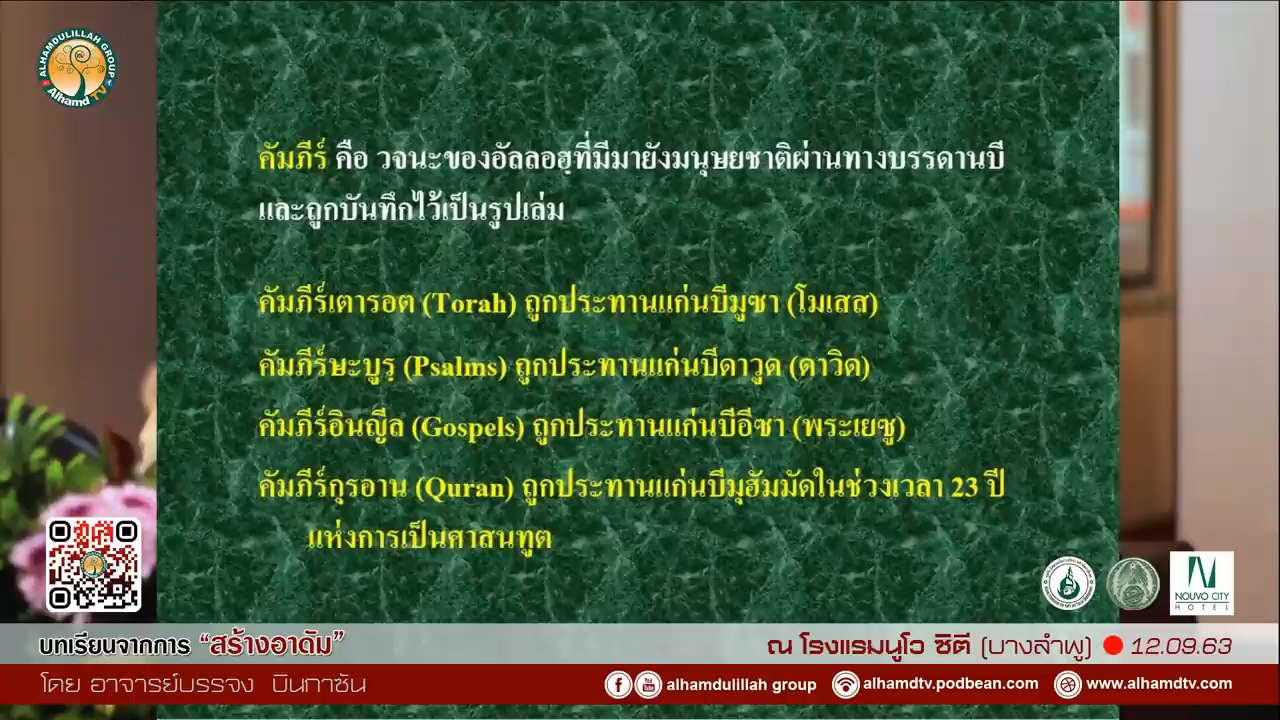 ALHAMDULILLAH GROUP
Alhamd TV
คัมภีร์ คือ วจนะของอัลลอฮฺที่มีมายังมนุษยชาติผ่านทางบรรดานบี
และถูกบันทึกไว้เป็นรูปเล่ม
คัมภีร์เตารอต (Torah) ถูกประทานแก่นบีมูซา (โมเสส)
คัมภีร์ษะบูรฺ (Psalms) ถูกประทานแก่นบีดาวูด (ดาวิด)
คัมภีร์อินญีล (Gospels) ถูกประทานแก่นบีอีซา (พระเยซู)
คัมภีร์กุรอาน (Quran) ถูกประทานแก่นบีมุฮัมมัดในช่วงเวลา 23 ปี
แห่งการเป็นศาสนทูต
NOUVO CITY
HOTEL
บทเรียนจากการ “สร้างอาดัม”
ณ โรงแรมนูโว ซิตี (บางลำพู) 12.09.63
โดย อาจารย์บรรจง บินกาซัน
You Tube alhamdulillah group alhamdtv.podbean.com www.alhamdtv.com